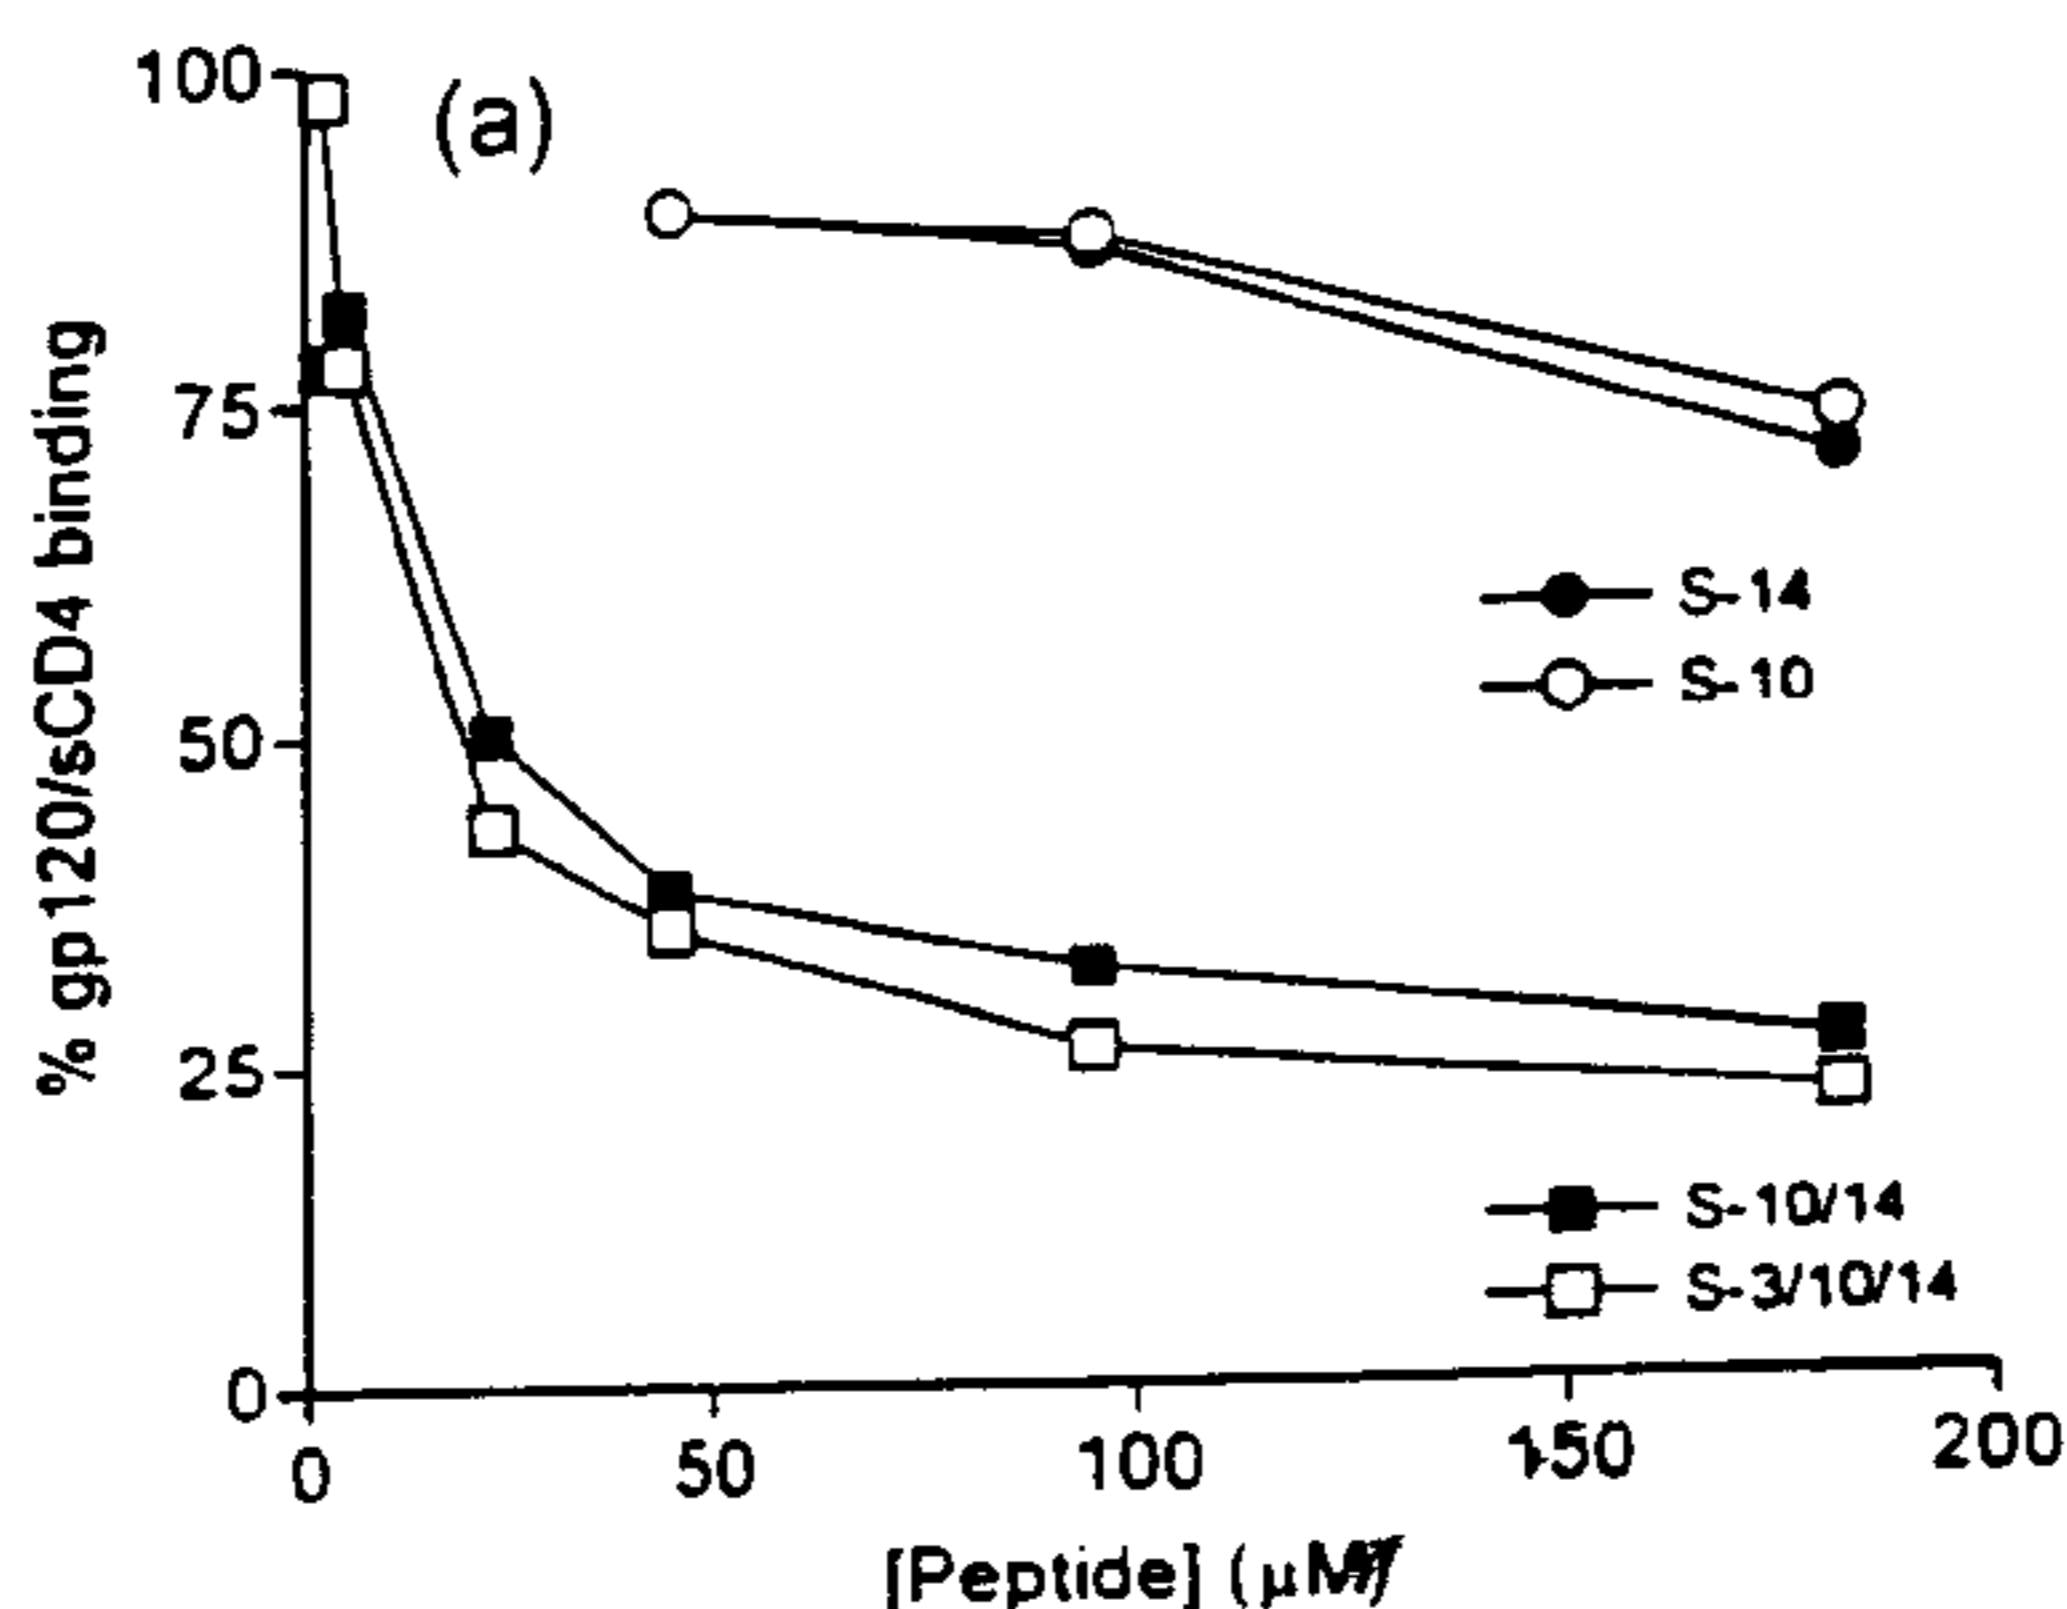 100
(a)
75
50
25
0
% gp120/sCD4 binding
S-14
S-10
S-10/14
S-3/10/14
0
50
100
150
200
[Peptide] (μM)